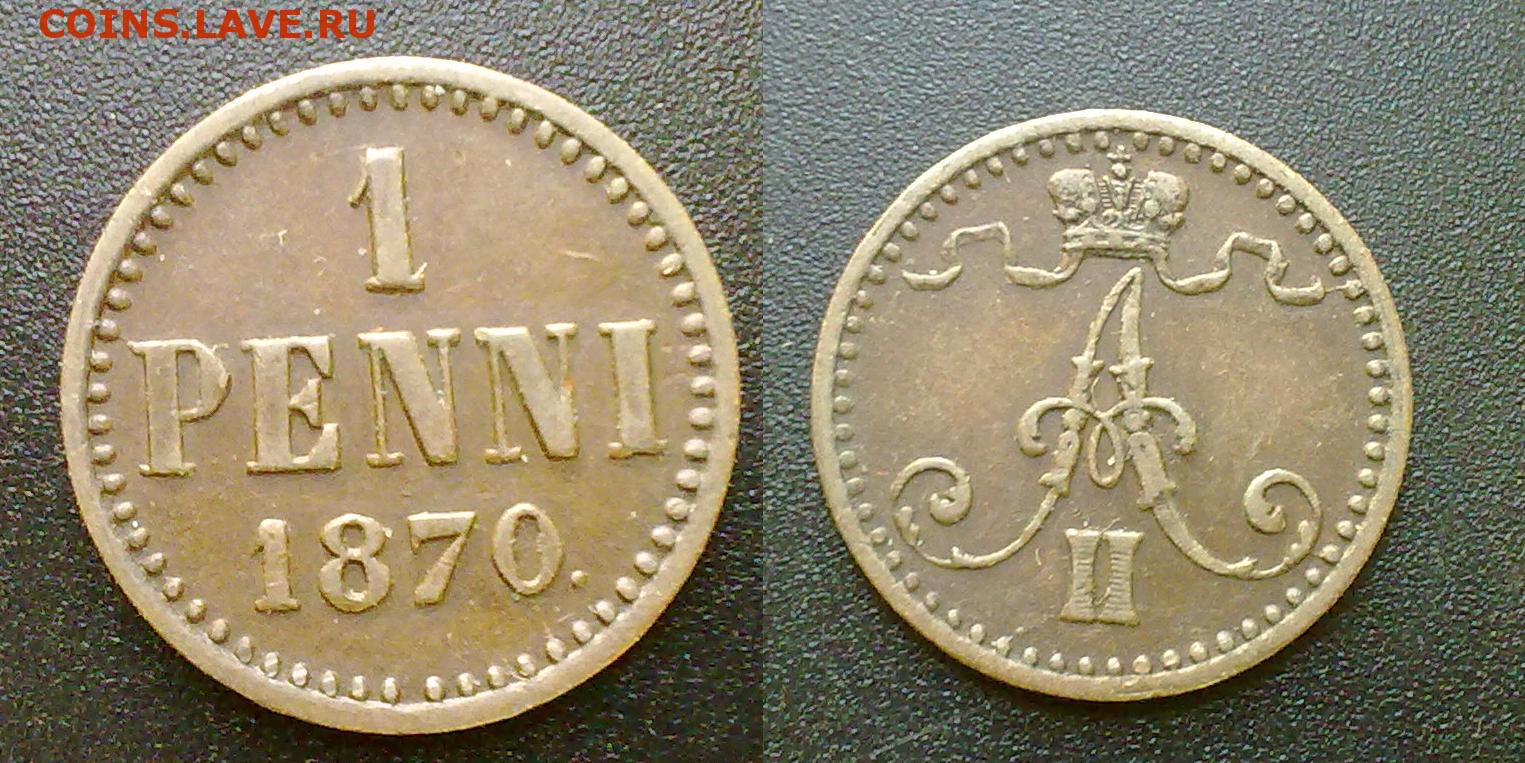 COINS.LAVE.RU
1
PENNI
1870.
A
II